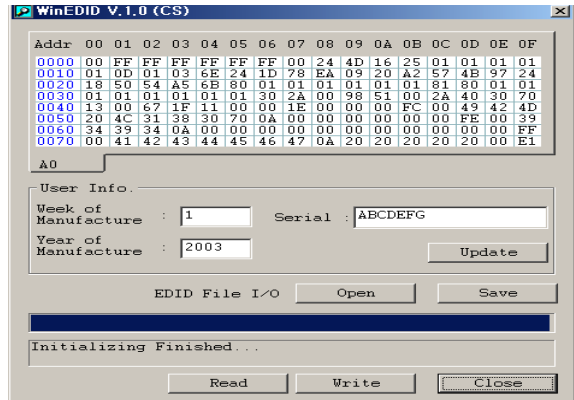 WinEDID V.1.0 (CS)
Addr 00 01 02 03 04 05 06 07 08 09 0A 0B 0C 0D 0E 0F
0000 00 FF FF FF FF FF FF 00 24 4D 16 25 01 01 01 01
0010 01 0D 01 03 6E 24 1D 78 EA 09 20 A2 57 4B 97 24
0020 18 50 54 A5 6B 80 01 01 01 01 01 01 81 80 01 01
0030 01 01 01 01 01 01 30 2A 00 98 51 00 2A 40 30 70
0040 13 00 67 1F 11 00 00 1E 00 00 00 FC 00 49 42 4D
0050 20 4C 31 38 30 70 0A 00 00 00 00 00 00 FE 00 39
0060 34 39 34 0A 00 00 00 00 00 00 00 00 00 00 00 FF
0070 00 41 42 43 44 45 46 47 0A 20 20 20 20 20 00 E1
A0
User Info.
Week of Manufacture : 1 Serial : ABCDEFG
Year of Manufacture : 2003
Update
EDID File I/O Open Save
Initializing Finished...
Read Write Close